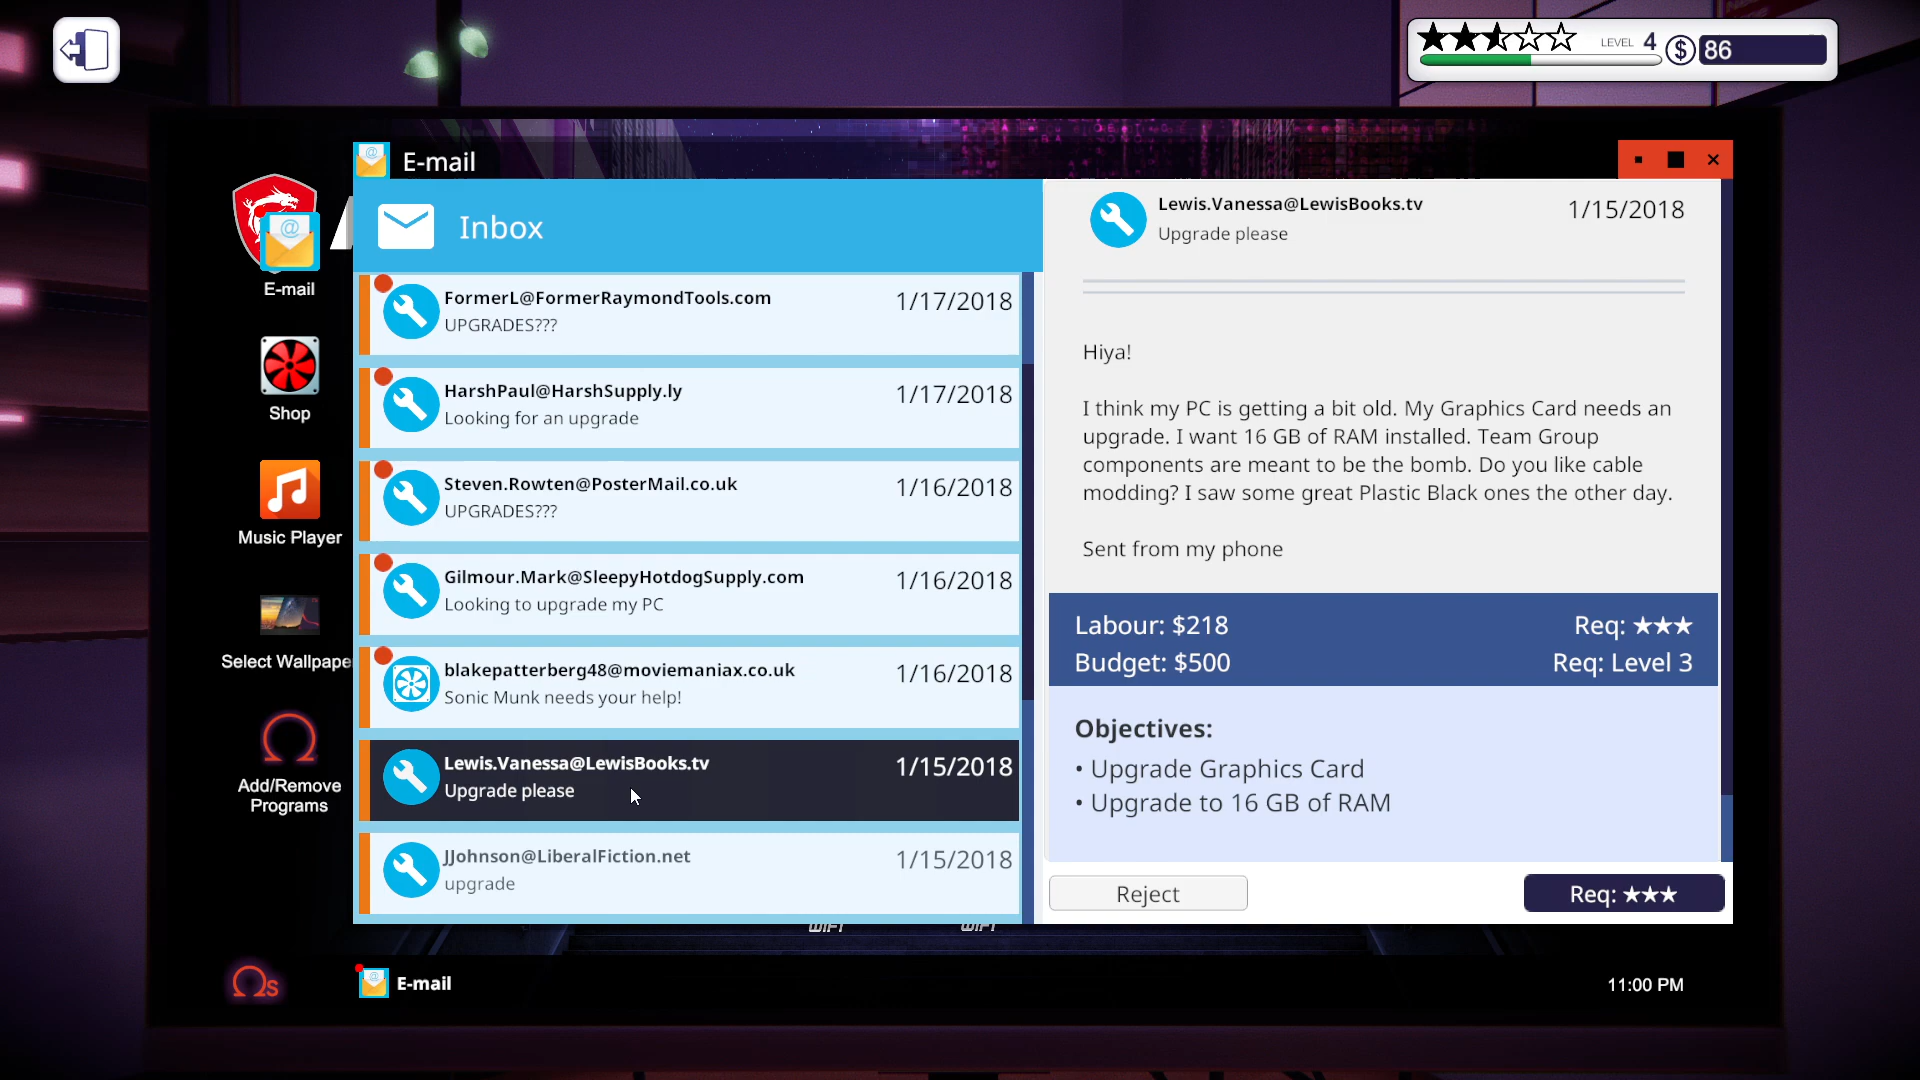 LEVEL 4 $ 86
E-mail
Inbox
E-mail
Shop
Music Player
Select Wallpape
Add/Remove
Programs
FormerL@FormerRaymondTools.com 1/17/2018
UPGRADES???
HarshPaul@HarshSupply.ly 1/17/2018
Looking for an upgrade
Steven.Rowten@PosterMail.co.uk 1/16/2018
UPGRADES???
Gilmour.Mark@SleepyHotdogSupply.com 1/16/2018
Looking to upgrade my PC
blakepatterberg48@moviemaniax.co.uk 1/16/2018
Sonic Munk needs your help!
Lewis.Vanessa@LewisBooks.tv 1/15/2018
Upgrade please
JJohnson@LiberalFiction.net 1/15/2018
upgrade
Lewis.Vanessa@LewisBooks.tv 1/15/2018
Upgrade please
Hiya!
I think my PC is getting a bit old. My Graphics Card needs an
upgrade. I want 16 GB of RAM installed. Team Group
components are meant to be the bomb. Do you like cable
modding? I saw some great Plastic Black ones the other day.
Sent from my phone
Labour: $218 Req: ★★★
Budget: $500 Req: Level 3
Objectives:
• Upgrade Graphics Card
• Upgrade to 16 GB of RAM
Reject Req: ★★★
WIFI WIFI
Ωs E-mail 11:00 PM